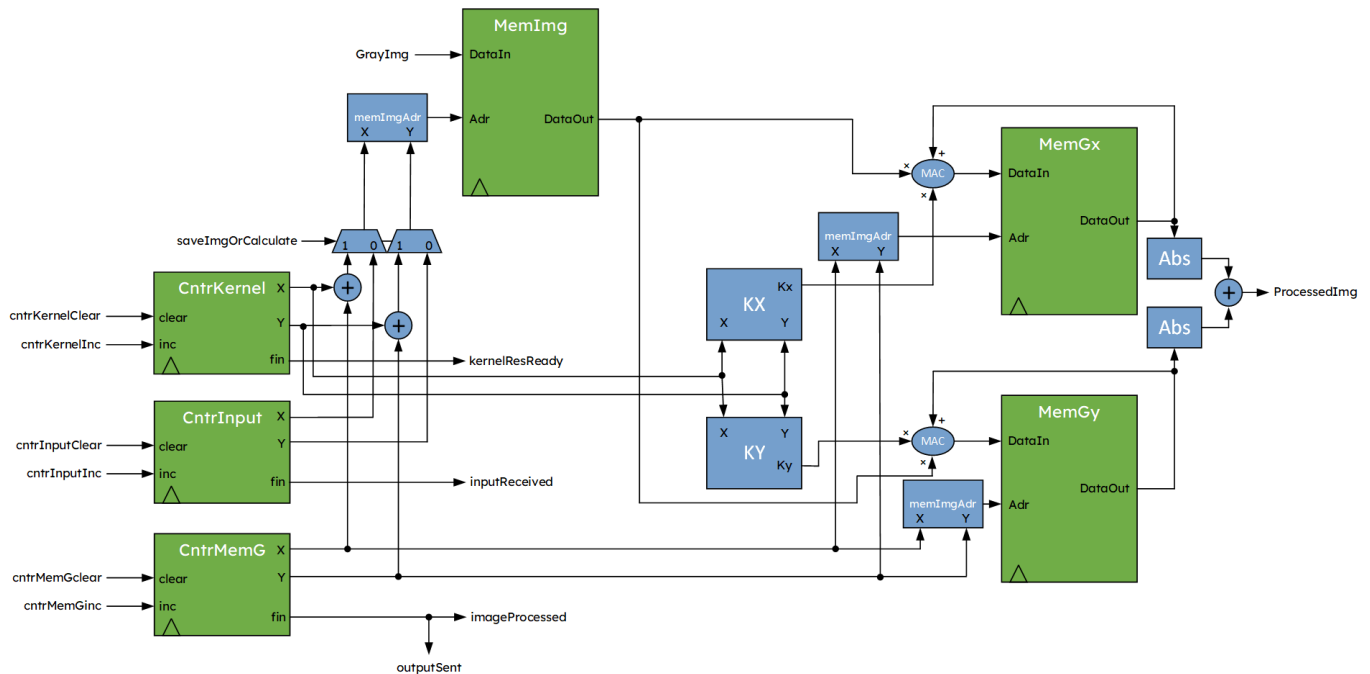 MemImg
GrayImg
DataIn
memImgAdr
X Y
Adr
DataOut
saveImgOrCalculate
1 0 1 0
CntrKernel
X
Y
cntrKernelClear
clear
cntrKernelInc
inc
fin
kernelResReady
+
+
CntrInput
X
Y
cntrInputClear
clear
cntrInputInc
inc
fin
inputReceived
CntrMemG
X
Y
cntrMemGclear
clear
cntrMemGinc
inc
fin
imageProcessed
outputSent
KX
Kx
X Y
KY
X Y
Ky
× +
MAC
×
memImgAdr
X Y
MemGx
DataIn
DataOut
Adr
Abs
+
ProcessedImg
Abs
× +
MAC
×
memImgAdr
X Y
MemGy
DataIn
DataOut
Adr